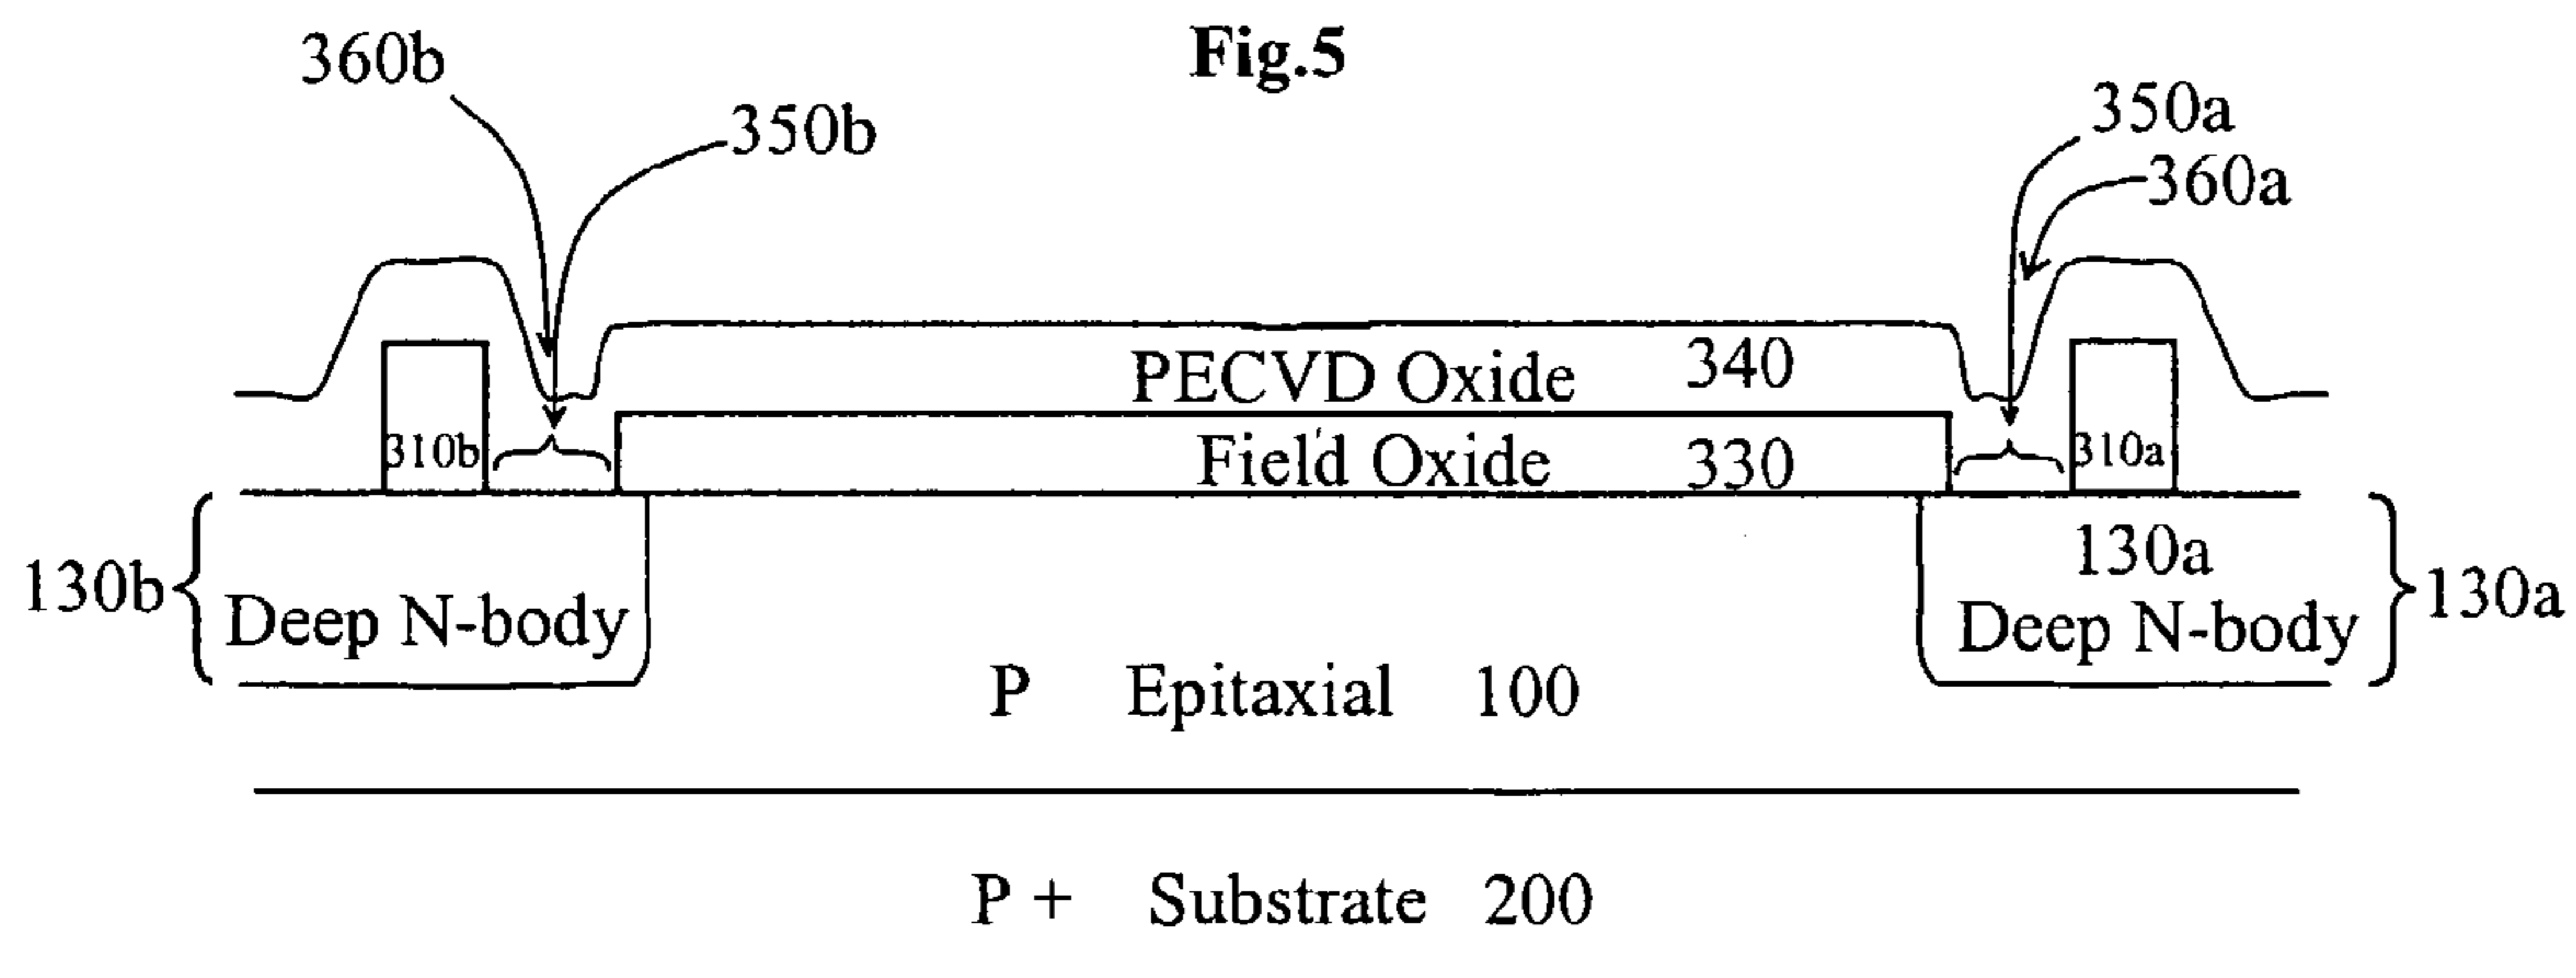 Fig.5
360b
350b
350a
360a
PECVD Oxide 340
310b
Field Oxide 330
310a
130b
Deep N-body
130a
Deep N-body
130a
P Epitaxial 100
P + Substrate 200